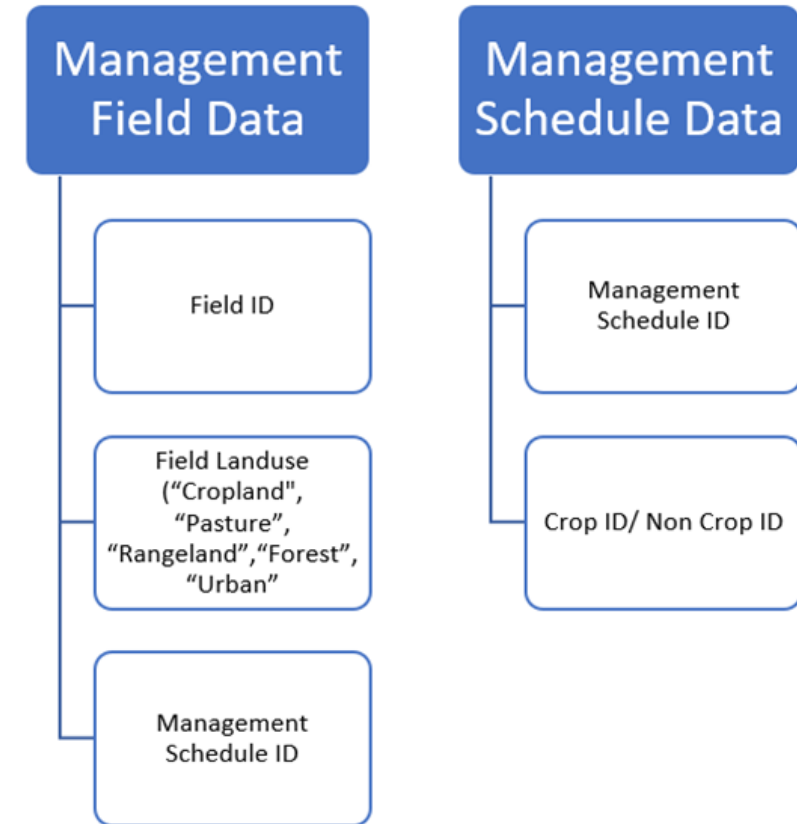 Management
Field Data
Field ID
Field Landuse
(“Cropland",
“Pasture”,
“Rangeland”,“Forest”,
“Urban”
Management
Schedule ID
Management
Schedule Data
Management
Schedule ID
Crop ID/ Non Crop ID